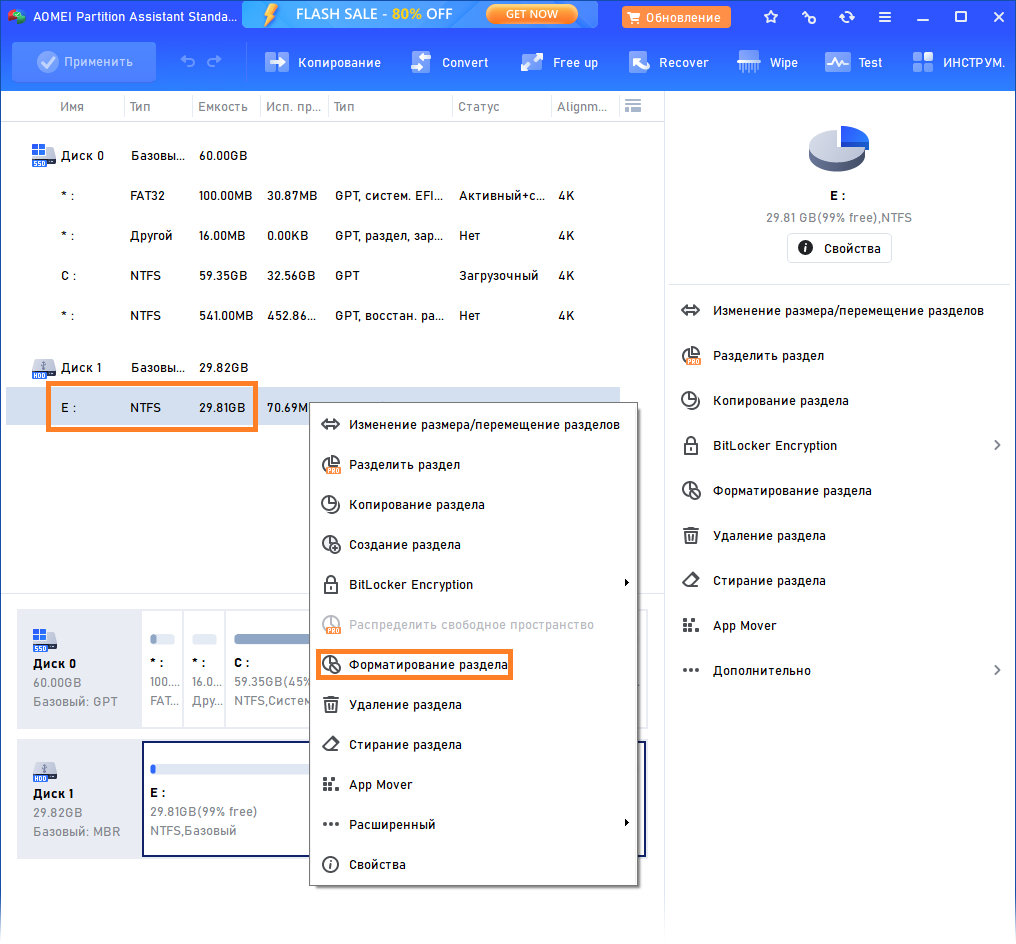 AOMEI Partition Assistant Standa...
FLASH SALE - 80% OFF
GET NOW
Обновление
Применить
Копирование
Convert
Free up
Recover
Wipe
Test
ИНСТРУМ.
Имя Тип Емкость Исп. пр... Тип Статус Alignm...
SSD
Диск 0 Базовы... 60.00GB
* : FAT32 100.00MB 30.87MB GPT, систем. EFI... Активный+с... 4K
* : Другой 16.00MB 0.00KB GPT, раздел, зар... Нет 4K
C : NTFS 59.35GB 32.56GB GPT Загрузочный 4K
* : NTFS 541.00MB 452.86... GPT, восстан. ра... Нет 4K
HDD
Диск 1 Базовы... 29.82GB
E : NTFS 29.81GB 70.69M
Изменение размера/перемещение разделов
PRO
Разделить раздел
Копирование раздела
Создание раздела
BitLocker Encryption
PRO
Распределить свободное пространство
Форматирование раздела
Удаление раздела
Стирание раздела
App Mover
Расширенный
Свойства
SSD
Диск 0
60.00GB
Базовый: GPT
* :
100....
FAT...
* :
16.0...
Дру...
C :
59.35GB(45%
NTFS,Систем
HDD
Диск 1
29.82GB
Базовый: MBR
E :
29.81GB(99% free)
NTFS,Базовый
E :
29.81 GB(99% free),NTFS
Свойства
Изменение размера/перемещение разделов
PRO
Разделить раздел
Копирование раздела
BitLocker Encryption
Форматирование раздела
Удаление раздела
Стирание раздела
App Mover
Дополнительно